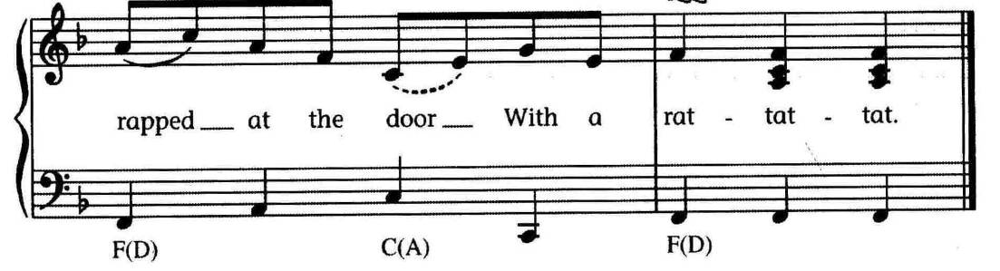 rapped __ at the door __ With a rat - tat - tat.
F(D) C(A) F(D)